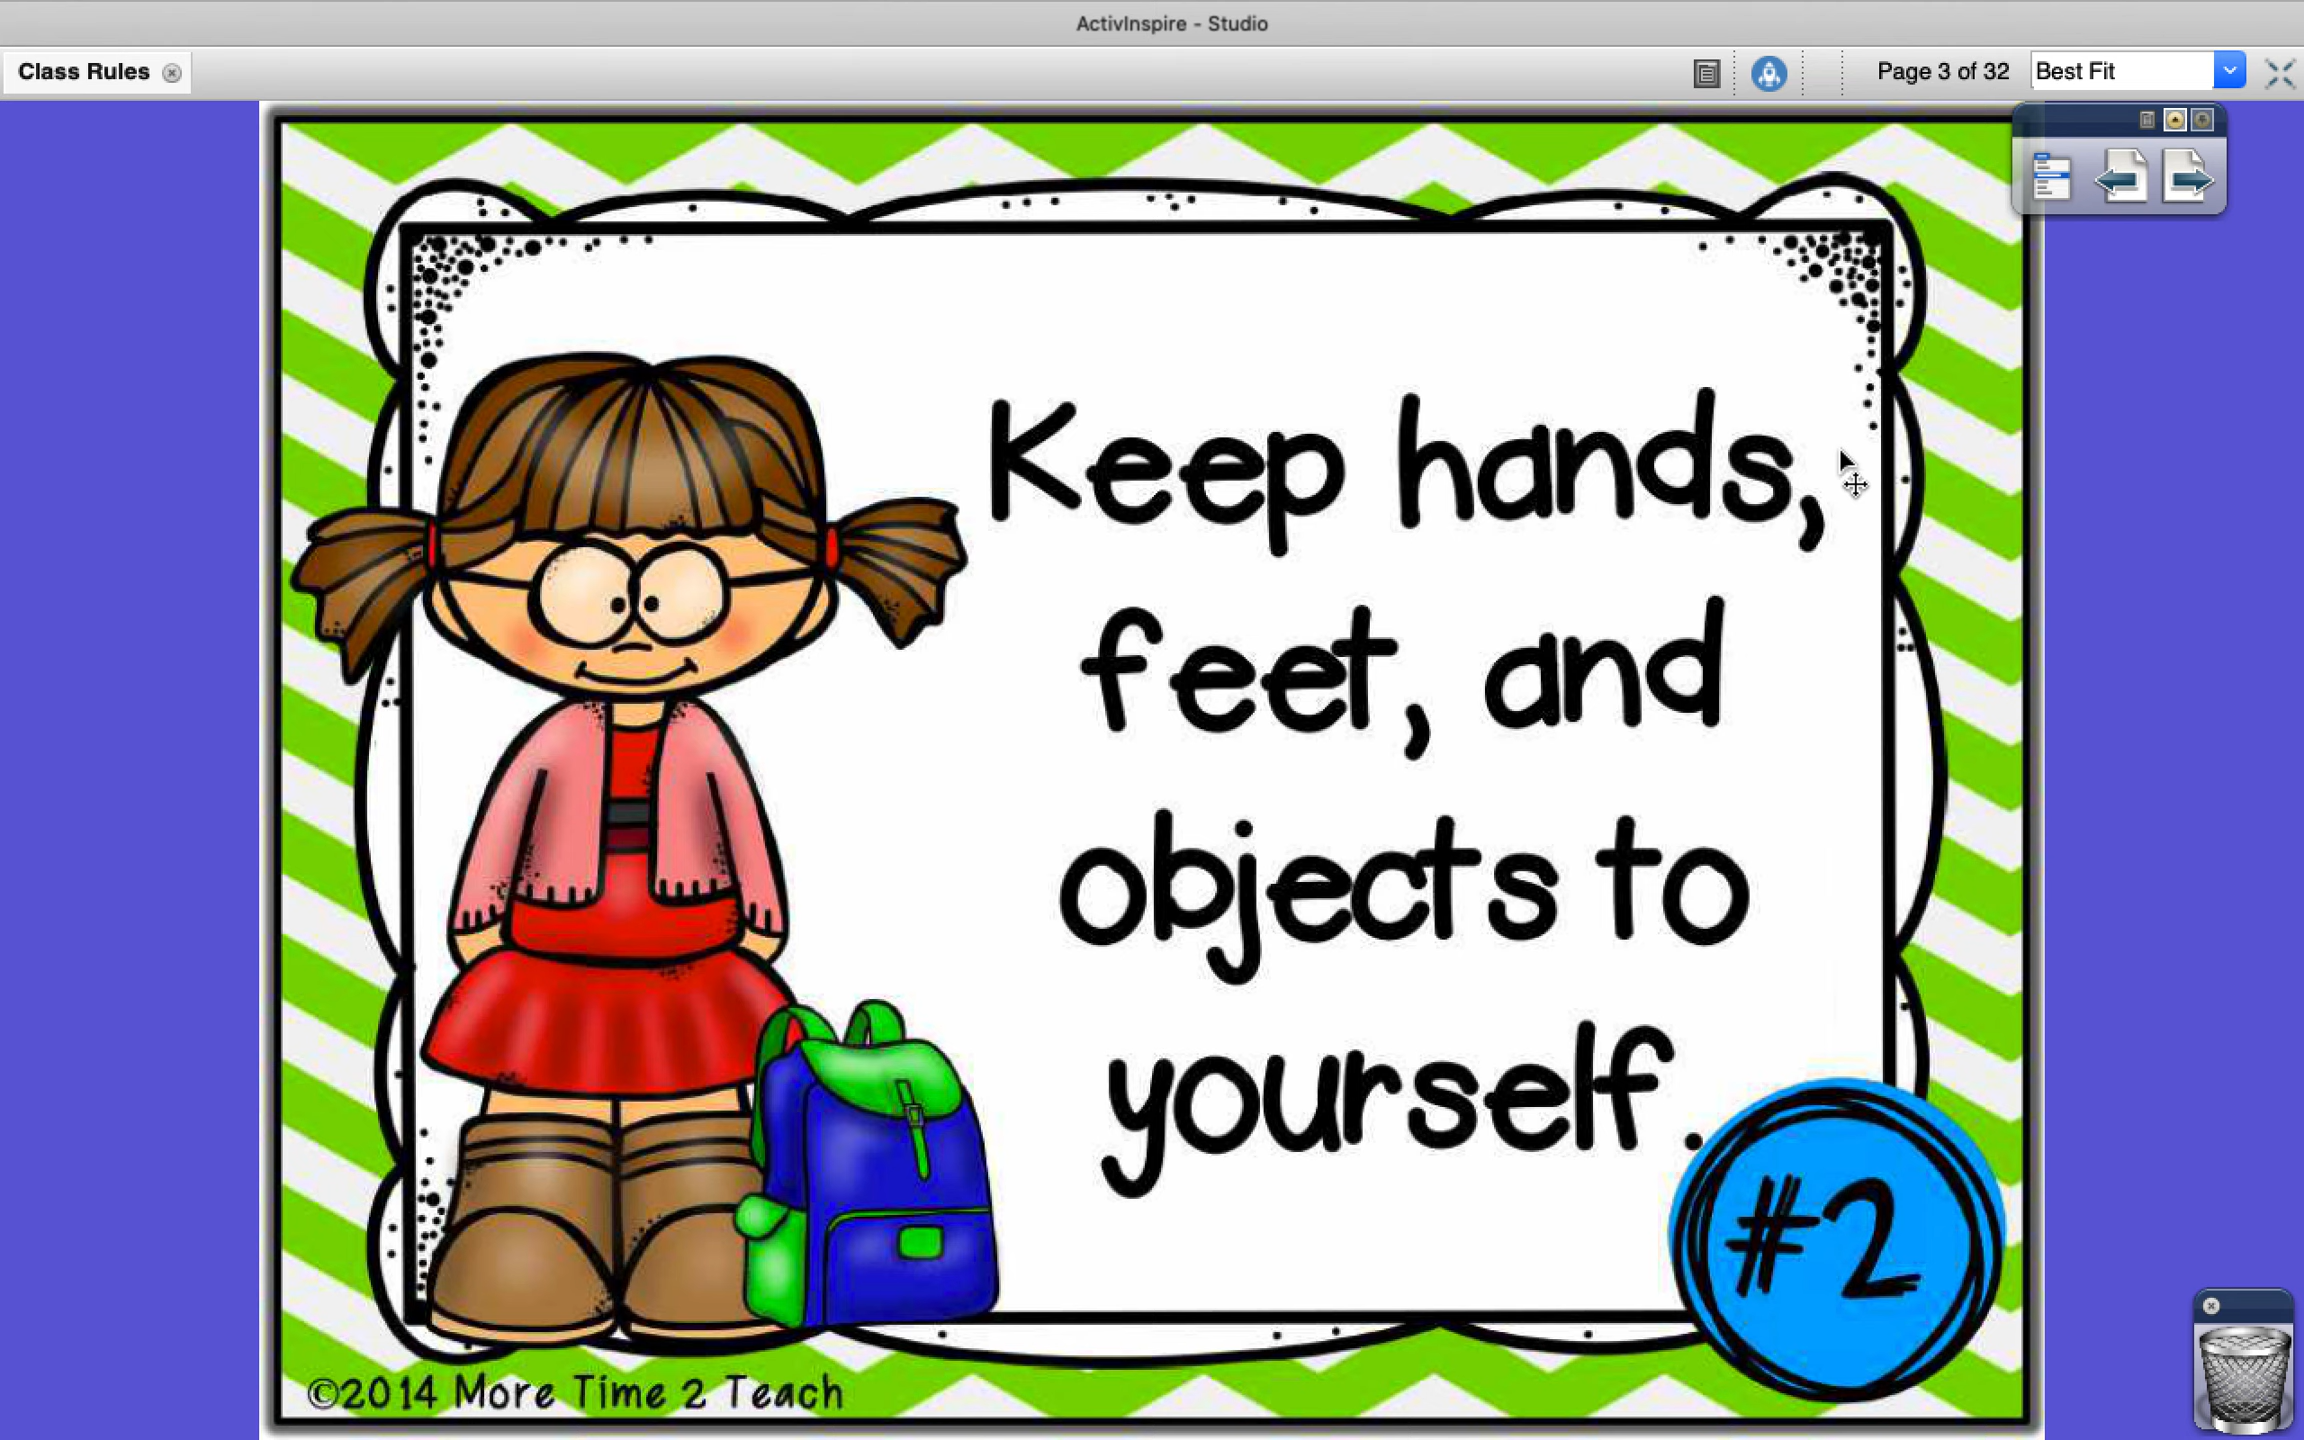 ActivInspire - Studio
Class Rules
Page 3 of 32
Best Fit
Keep hands,
feet, and
objects to
yourself.
#2
©2014 More Time 2 Teach